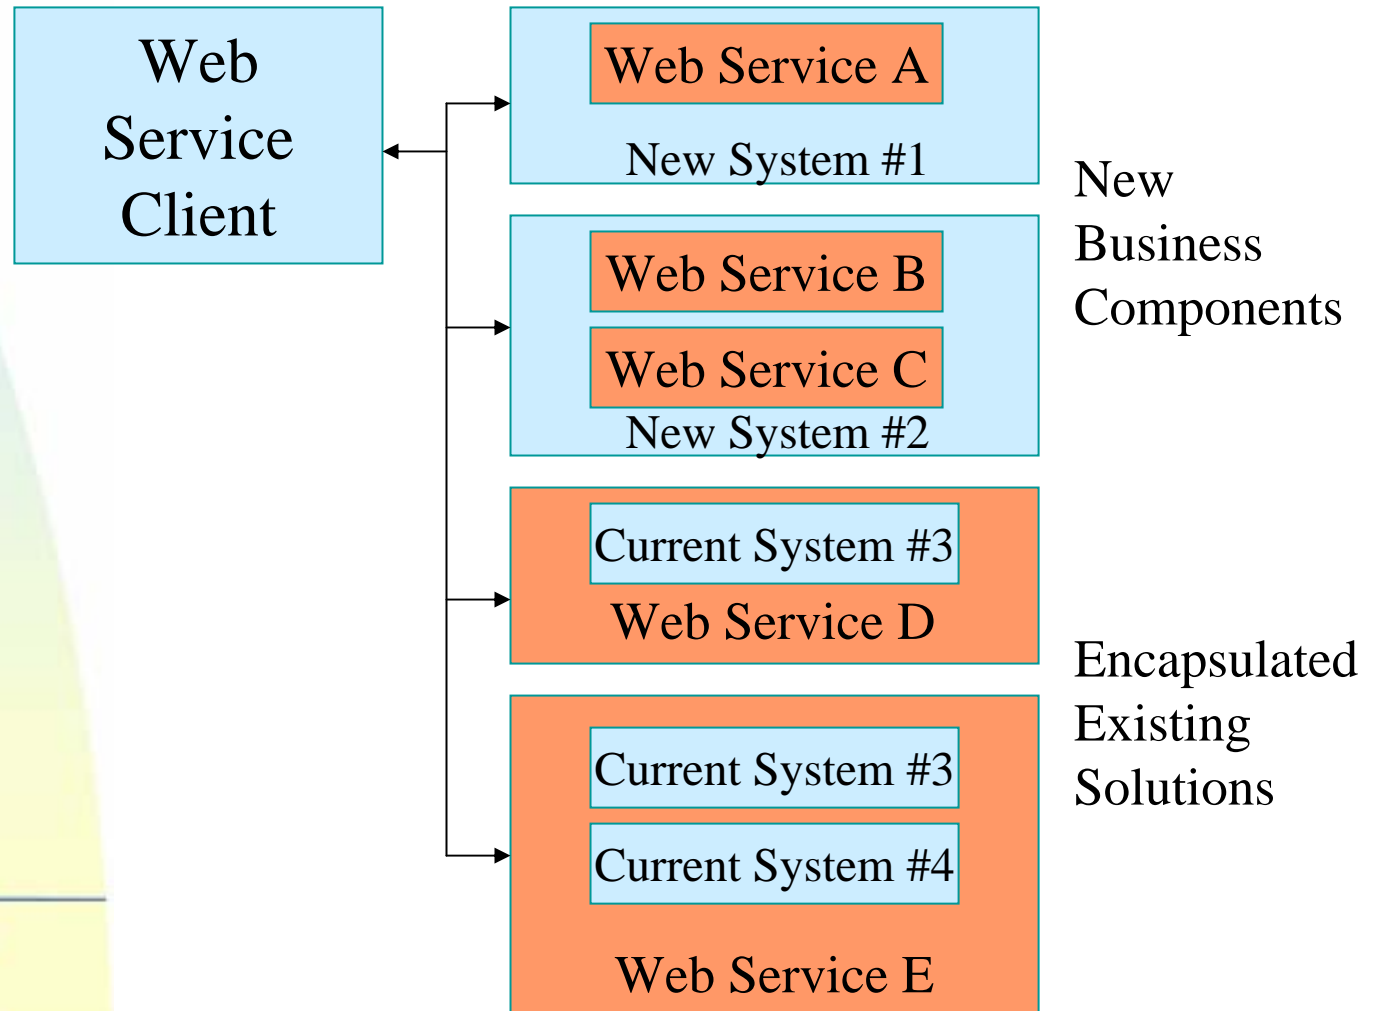 Web
Service
Client
Web Service A
New System #1
Web Service B
Web Service C
New System #2
New
Business
Components
Current System #3
Web Service D
Current System #3
Current System #4
Web Service E
Encapsulated
Existing
Solutions